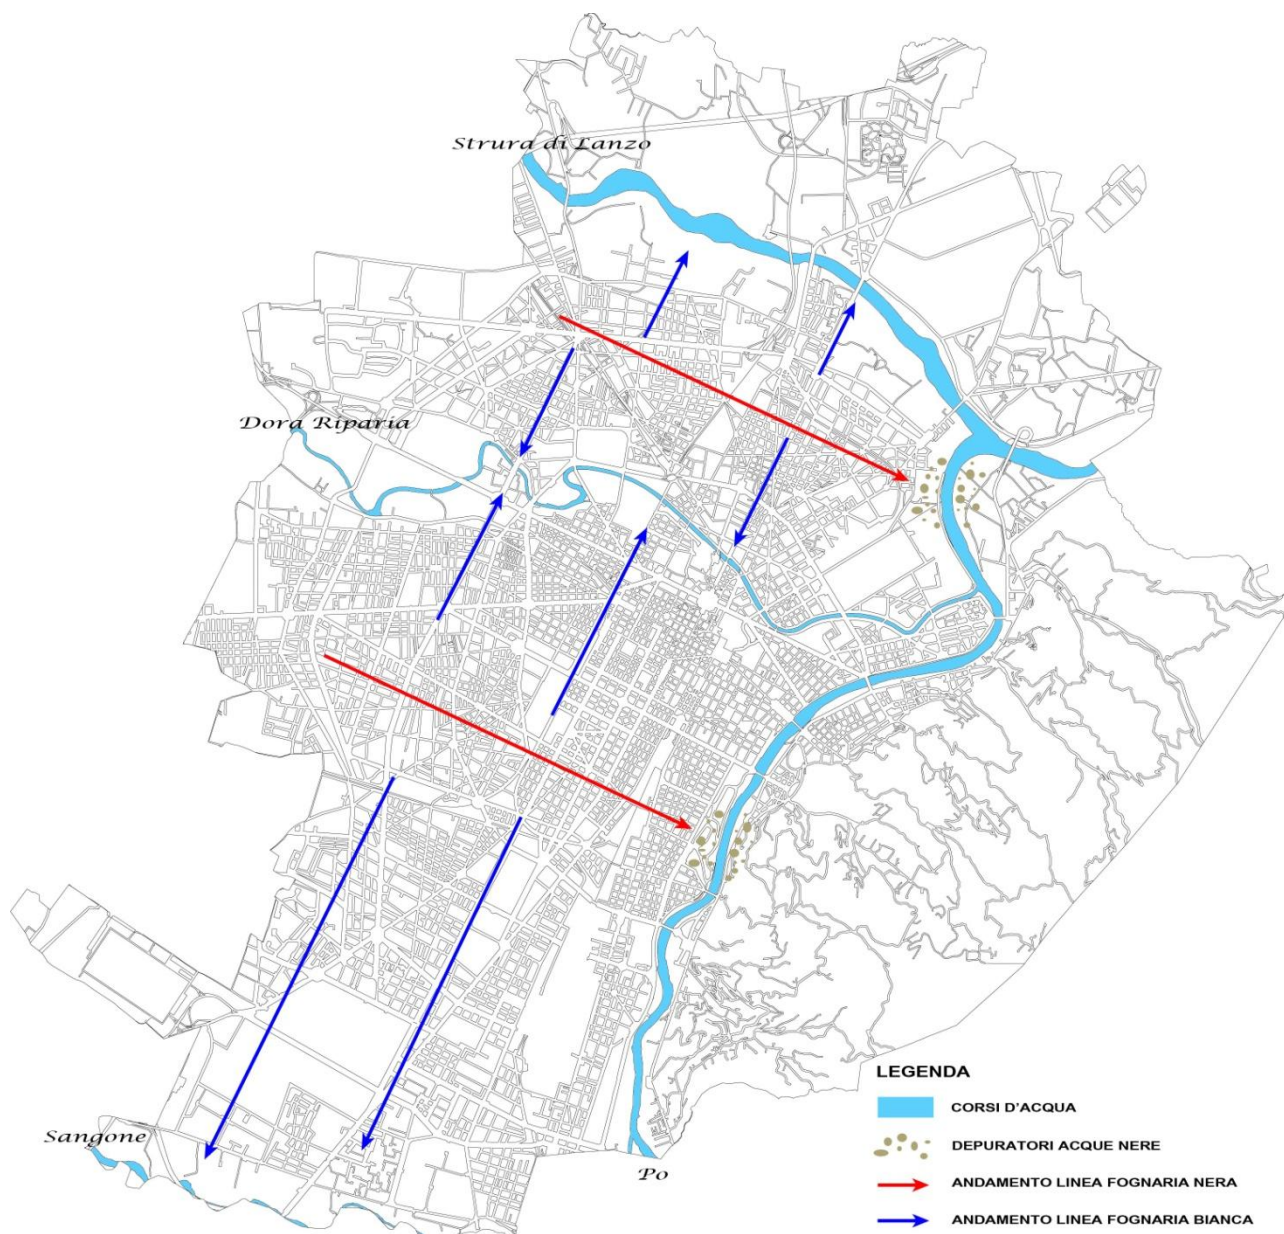 Strura di Lanzo
Dora Riparia
Sangone
Po
LEGENDA
CORSI D'ACQUA
DEPURATORI ACQUE NERE
ANDAMENTO LINEA FOGNARIA NERA
ANDAMENTO LINEA FOGNARIA BIANCA